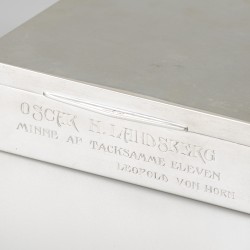 OSCAR H. LEIDSBERG
MINNE AF TACKSAMME ELEVEN
LEOPOLD VON HORN